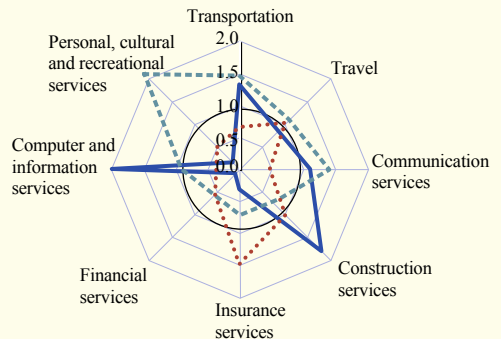 Transportation
2.0
1.5
1.0
0.5
0.0
Travel
Communication
services
Construction
services
Insurance
services
Financial
services
Computer and
information
services
Personal, cultural
and recreational
services